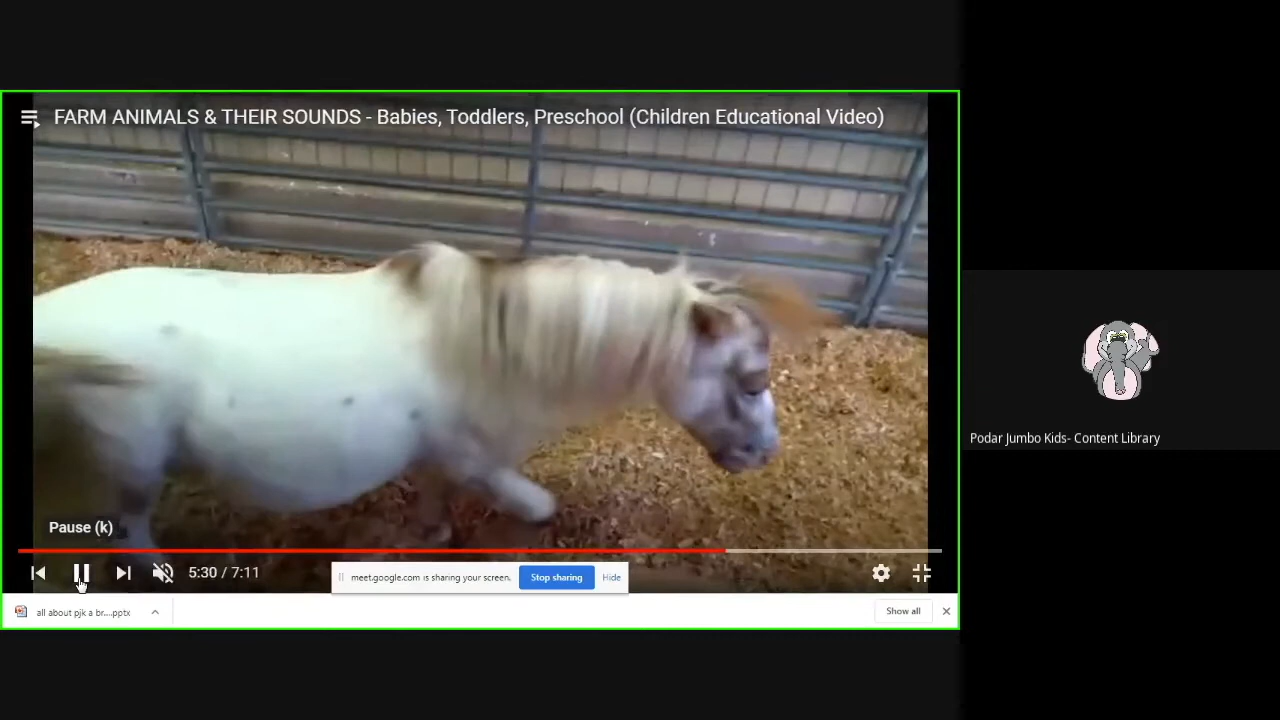 FARM ANIMALS & THEIR SOUNDS - Babies, Toddlers, Preschool (Children Educational Video)
Podar Jumbo Kids- Content Library
Pause (k)
5:30 / 7:11
meet.google.com is sharing your screen. Stop sharing Hide
all about pjk a br....pptx Show all